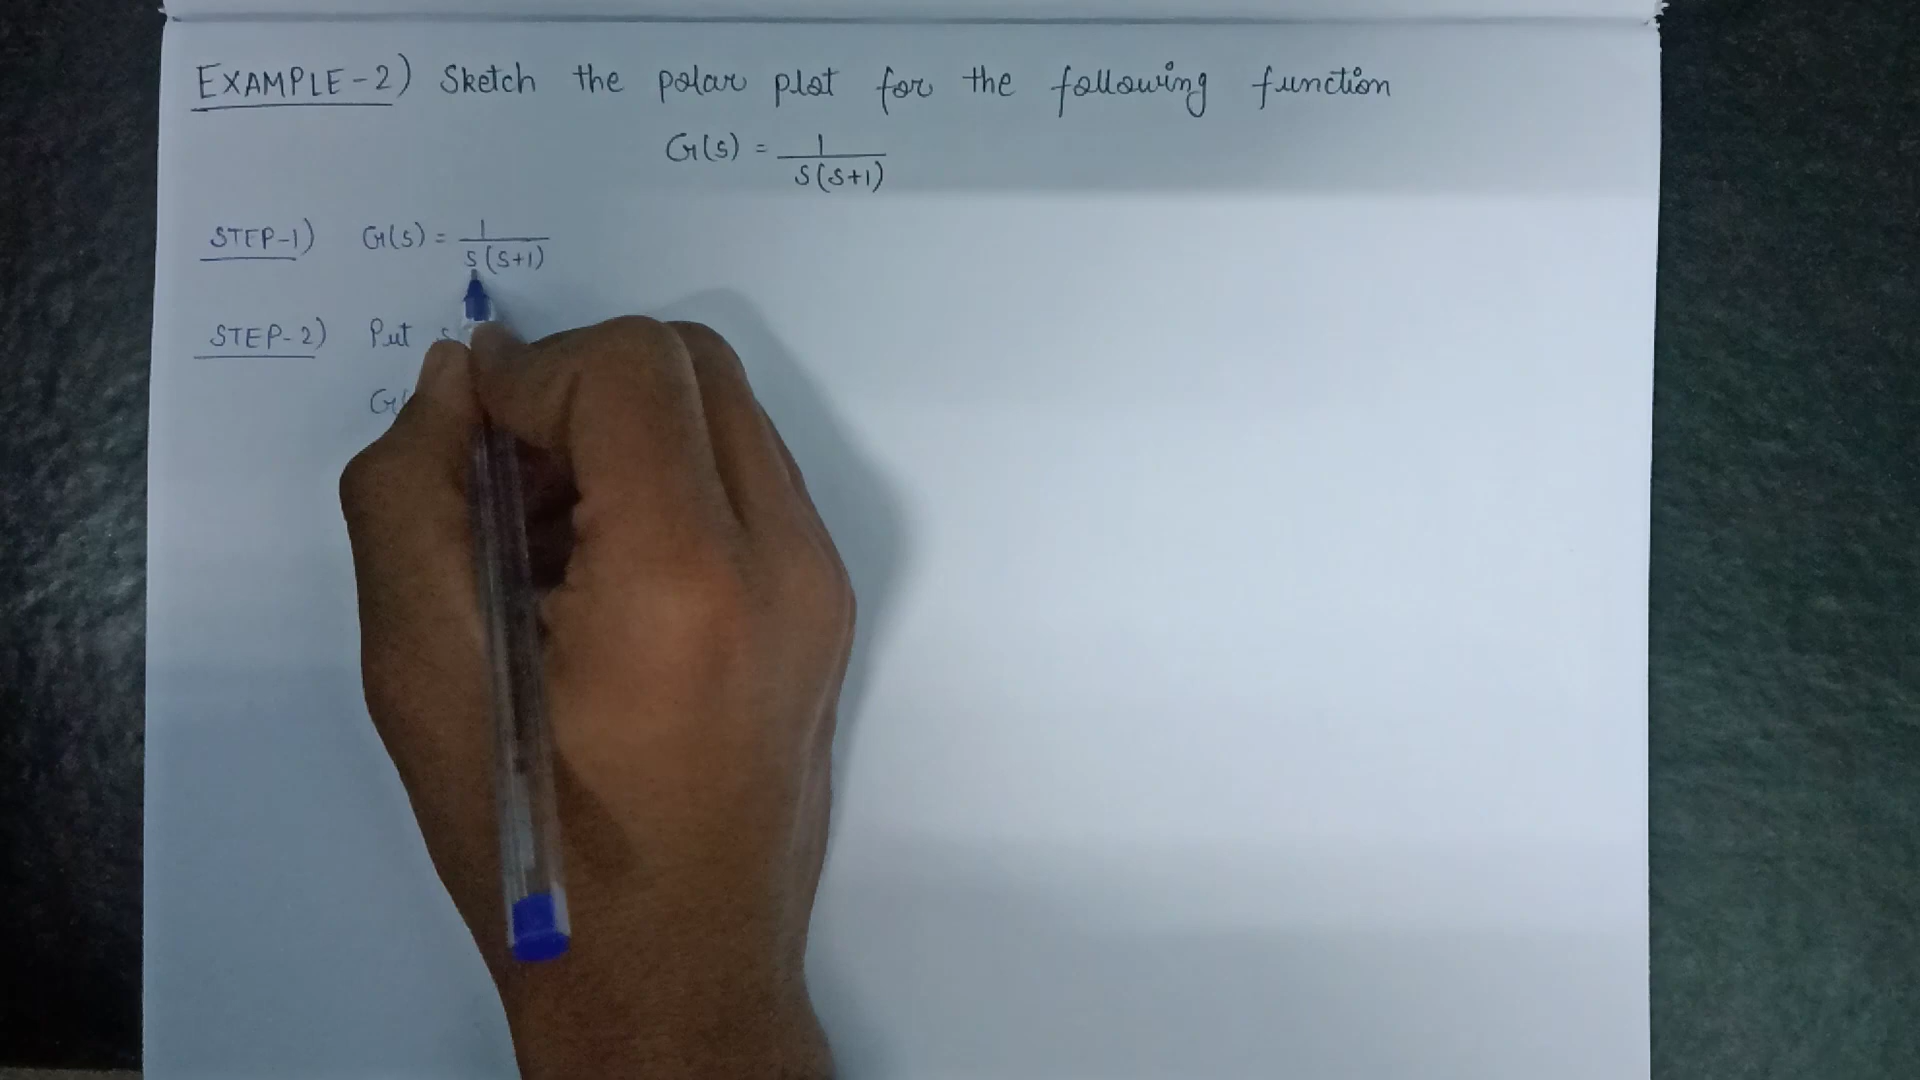 EXAMPLE-2) Sketch the polar plot for the following function
G(s) = 1 / s(s+1)
STEP-1) G(s) = 1 / s(s+1)
STEP-2) Put s
G(